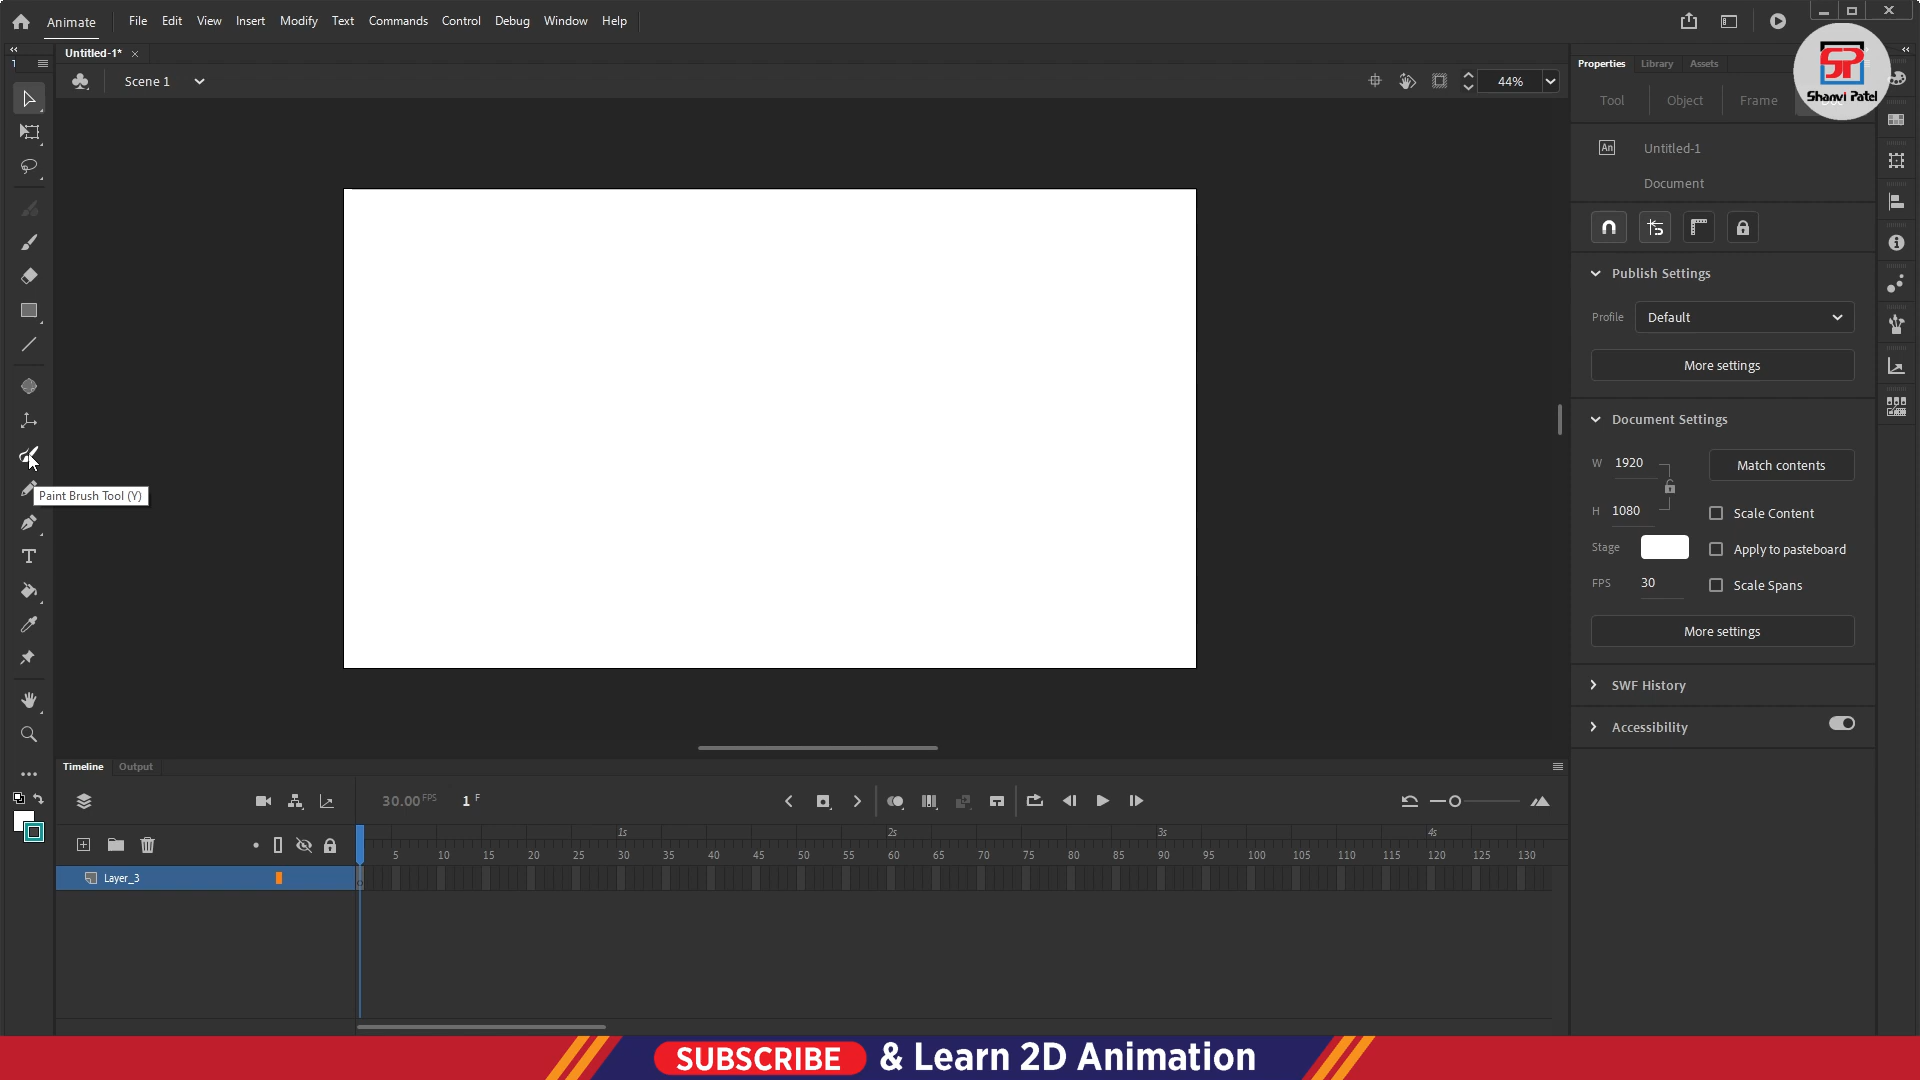 Animate File Edit View Insert Modify Text Commands Control Debug Window Help
Untitled-1*
Scene 1
44%
Properties Library Assets
SP
Shanvi Patel
Tool Object Frame Doc
An Untitled-1
Document
Publish Settings
Profile Default
More settings
Document Settings
W 1920 Match contents
H 1080 Scale Content
Stage Apply to pasteboard
FPS 30 Scale Spans
More settings
SWF History
Accessibility
Paint Brush Tool (Y)
T
Timeline Output
30.00 FPS 1 F
1s 2s 3s 4s
5 10 15 20 25 30 35 40 45 50 55 60 65 70 75 80 85 90 95 100 105 110 115 120 125 130
Layer_3
SUBSCRIBE & Learn 2D Animation